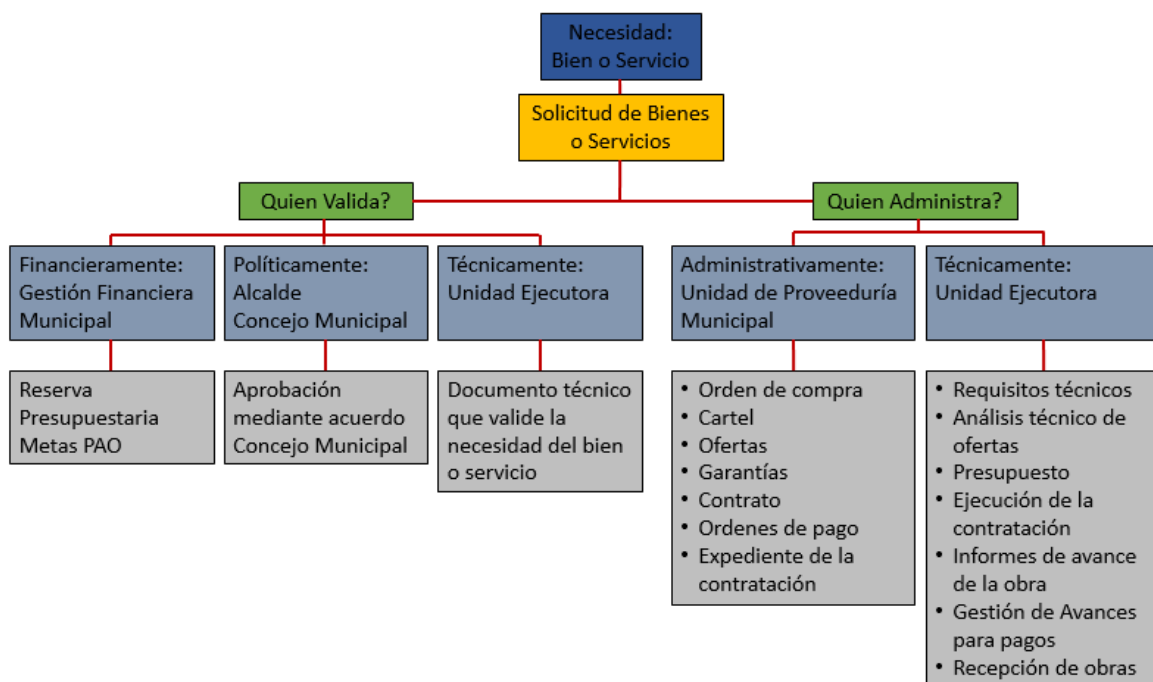 Necesidad:
Bien o Servicio
Solicitud de Bienes
o Servicios
Quien Valida?
Quien Administra?
Financieramente:
Gestión Financiera
Municipal
Políticamente:
Alcalde
Concejo Municipal
Técnicamente:
Unidad Ejecutora
Administrativamente:
Unidad de Proveeduría
Municipal
Técnicamente:
Unidad Ejecutora
Reserva
Presupuestaria
Metas PAO
Aprobación
mediante acuerdo
Concejo Municipal
Documento técnico
que valide la
necesidad del bien
o servicio
• Orden de compra
• Cartel
• Ofertas
• Garantías
• Contrato
• Ordenes de pago
• Expediente de la
contratación
• Requisitos técnicos
• Análisis técnico de
ofertas
• Presupuesto
• Ejecución de la
contratación
• Informes de avance
de la obra
• Gestión de Avances
para pagos
• Recepción de obras